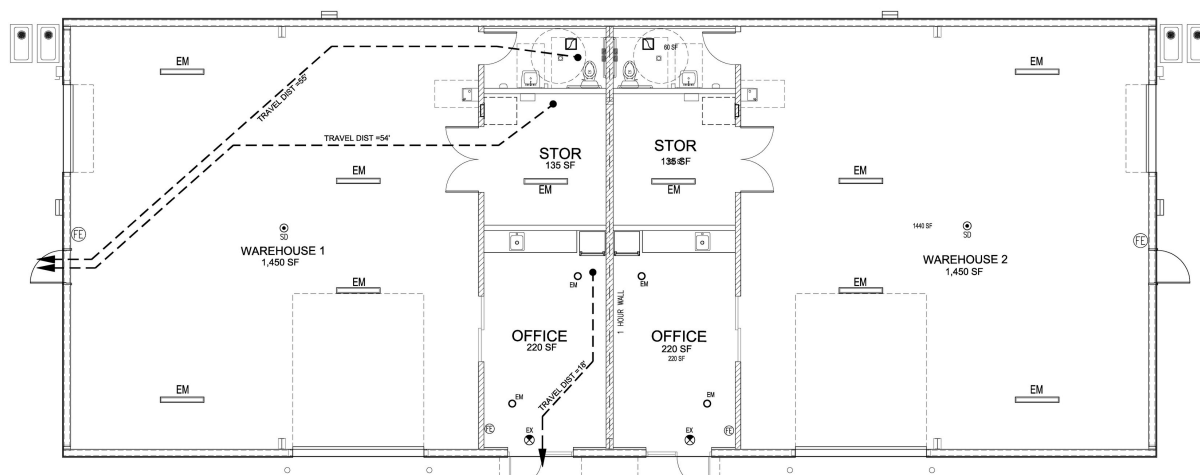 60 SF
EM
EM
TRAVEL DIST =55'
TRAVEL DIST =54'
STOR
135 SF
STOR
EM
EM
EM
EM
SD
WAREHOUSE 1
1,450 SF
FE
1440 SF
SD
WAREHOUSE 2
1,450 SF
FE
EM
EM
EM
EM
1 HOUR WALL
OFFICE
220 SF
OFFICE
220 SF
220 SF
TRAVEL DIST =18'
EM
EM
EM
EM
FE
EX
EX
FE